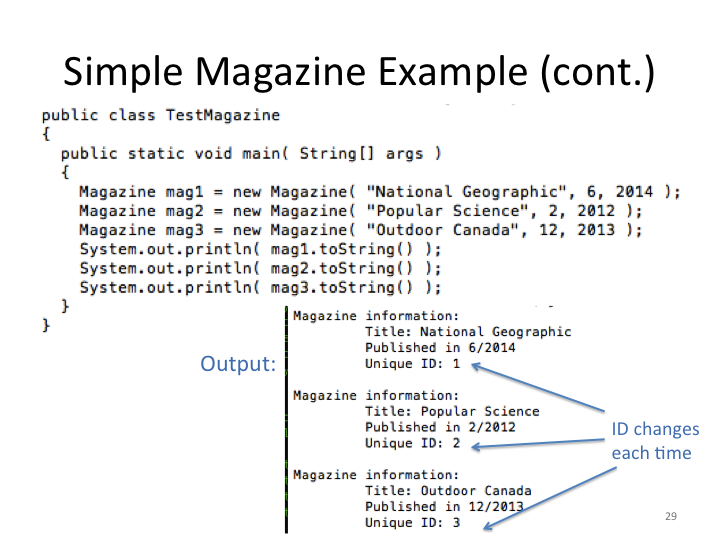 Simple Magazine Example (cont.)
public class TestMagazine
{
  public static void main( String[] args )
  {
    Magazine mag1 = new Magazine( "National Geographic", 6, 2014 );
    Magazine mag2 = new Magazine( "Popular Science", 2, 2012 );
    Magazine mag3 = new Magazine( "Outdoor Canada", 12, 2013 );
    System.out.println( mag1.toString() );
    System.out.println( mag2.toString() );
    System.out.println( mag3.toString() );
  }
}
Output:
Magazine information:
Title: National Geographic
Published in 6/2014
Unique ID: 1
Magazine information:
Title: Popular Science
Published in 2/2012
Unique ID: 2
Magazine information:
Title: Outdoor Canada
Published in 12/2013
Unique ID: 3
ID changes
each time
29